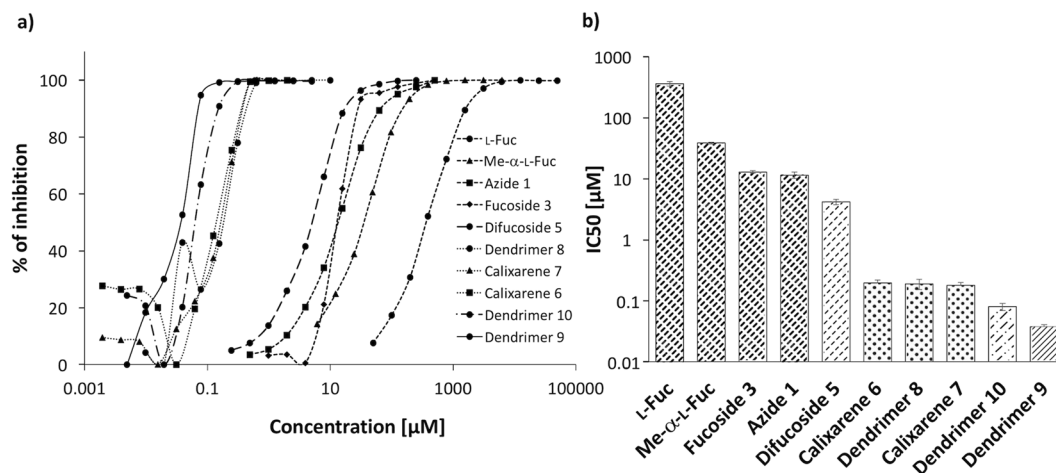 a)
% of inhibition
100
80
60
40
20
0
0.001
0.1
10
1000
100000
Concentration [µM]
L-Fuc
Me-α-L-Fuc
Azide 1
Fucoside 3
Difucoside 5
Dendrimer 8
Calixarene 7
Calixarene 6
Dendrimer 10
Dendrimer 9
b)
IC50 [µM]
1000
100
10
1
0.1
0.01
L-Fuc
Me-α-L-Fuc
Fucoside 3
Azide 1
Difucoside 5
Calixarene 6
Dendrimer 8
Calixarene 7
Dendrimer 10
Dendrimer 9